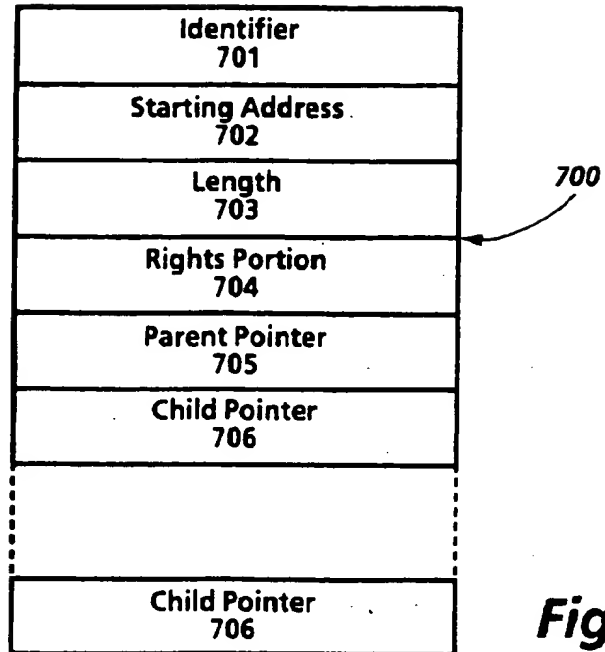 Identifier
701
Starting Address
702
Length
703
700
Rights Portion
704
Parent Pointer
705
Child Pointer
706
Child Pointer
706
Fig